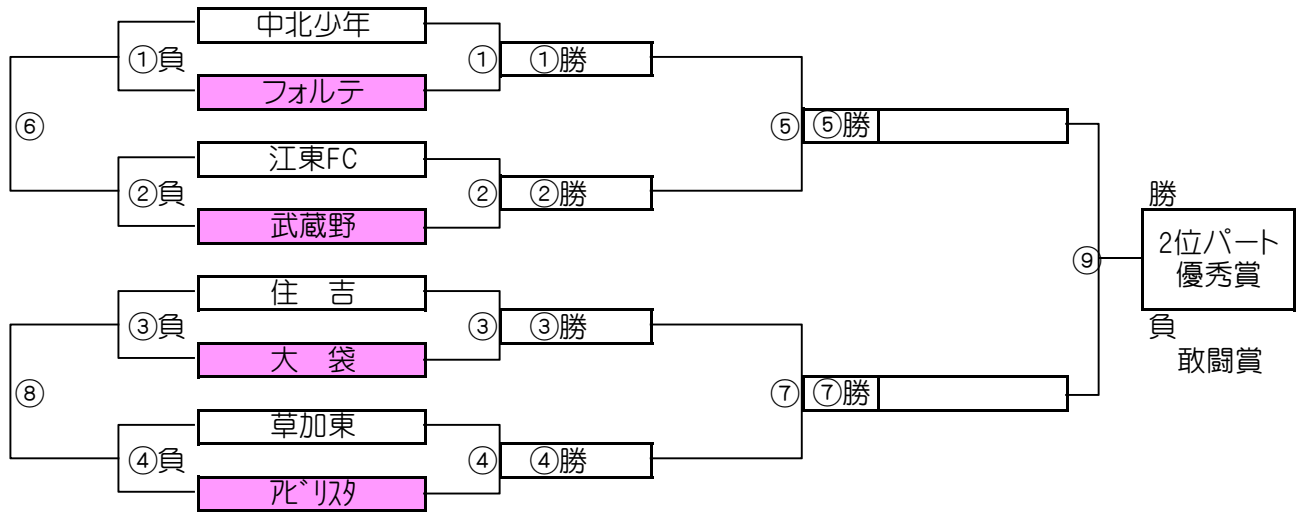 中北少年
①負
①
①勝
フォルテ
⑥
⑤
⑤勝
江東FC
②負
②
②勝
武蔵野
勝
⑨
2位パート
優秀賞
住　吉
③負
③
③勝
負
大　袋
敢闘賞
⑧
⑦
⑦勝
草加東
④負
④
④勝
ｱﾋﾞﾘｽﾀ